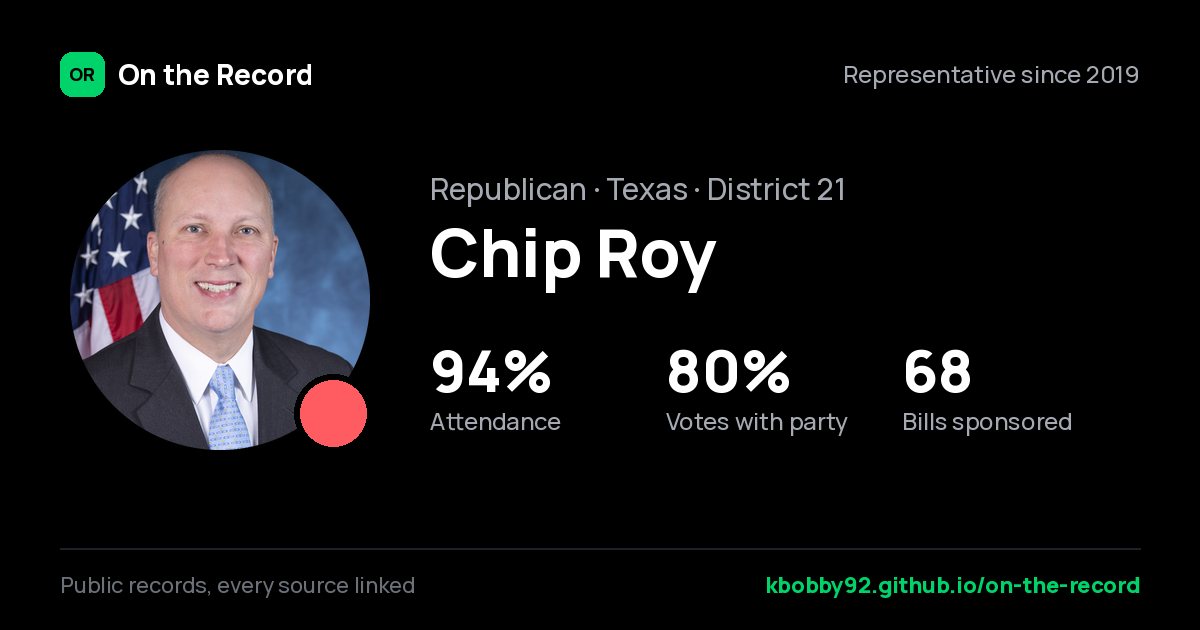 OR On the Record
Representative since 2019
Republican · Texas · District 21
Chip Roy
94% 80% 68
Attendance Votes with party Bills sponsored
Public records, every source linked
kbobby92.github.io/on-the-record